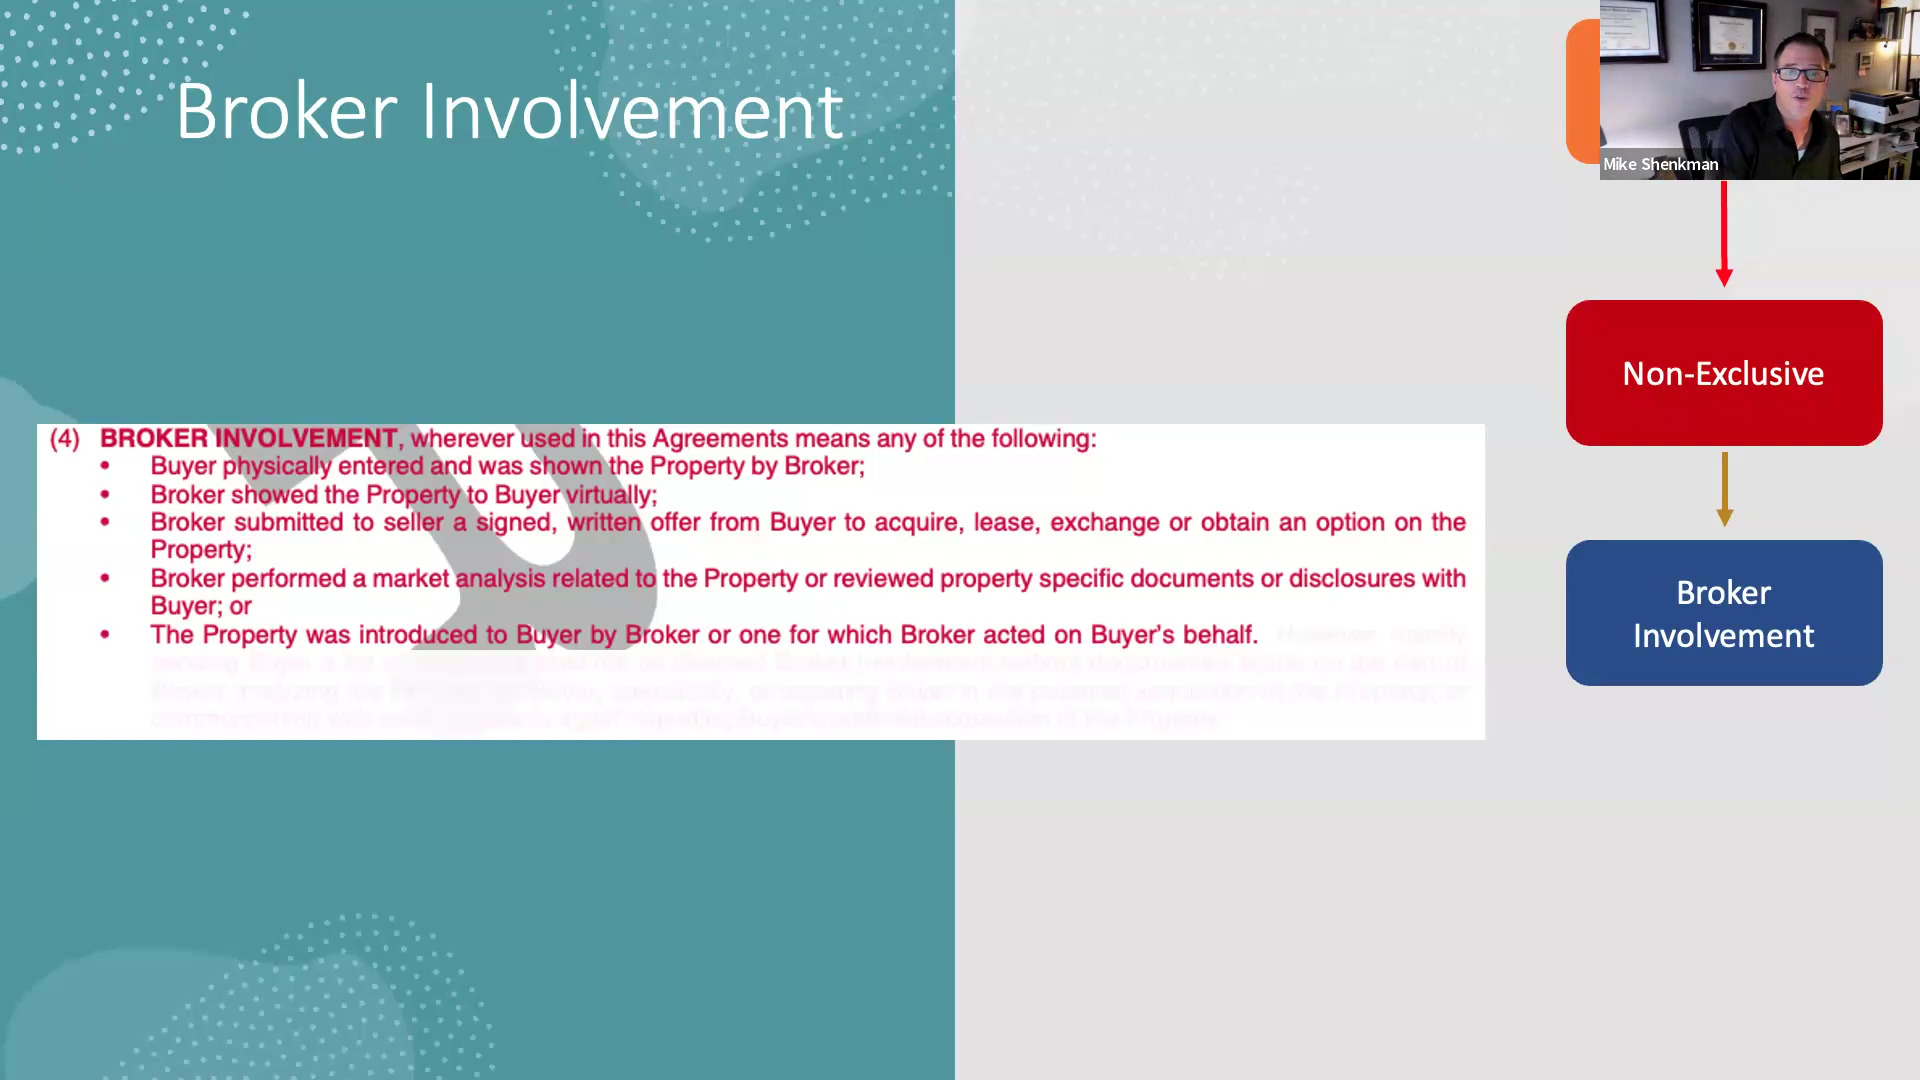 Broker Involvement
Mike Shenkman
Non-Exclusive
Broker
Involvement
(4) BROKER INVOLVEMENT, wherever used in this Agreements means any of the following:
• Buyer physically entered and was shown the Property by Broker;
• Broker showed the Property to Buyer virtually;
• Broker submitted to seller a signed, written offer from Buyer to acquire, lease, exchange or obtain an option on the
Property;
• Broker performed a market analysis related to the Property or reviewed property specific documents or disclosures with
Buyer; or
• The Property was introduced to Buyer by Broker or one for which Broker acted on Buyer's behalf.